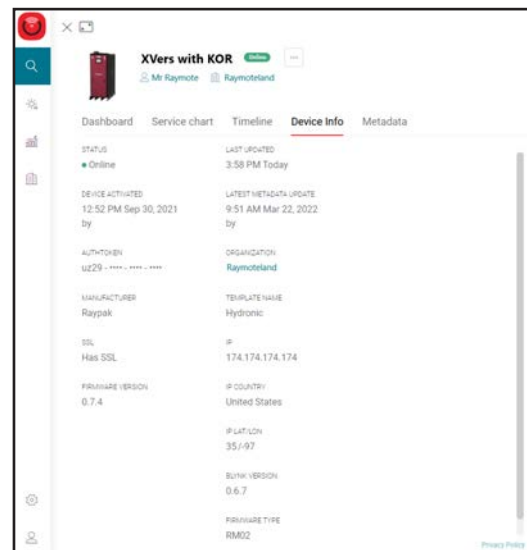 XVers with KOR Online ...
Mr Raymote Raymoteland
Dashboard Service chart Timeline Device Info Metadata
STATUS LAST UPDATED
Online 3:58 PM Today
DEVICE ACTIVATED LATEST METADATA UPDATE
12:52 PM Sep 30, 2021 9:51 AM Mar 22, 2022
by by
AUTHTOKEN ORGANIZATION
uz29 - •••• - •••• - •••• Raymoteland
MANUFACTURER TEMPLATE NAME
Raypak Hydronic
SSL IP
Has SSL 174.174.174.174
FIRMWARE VERSION IP COUNTRY
0.7.4 United States
IP LAT/LON
35./-97
BLYNK VERSION
0.6.7
FIRMWARE TYPE
RM02
Privacy Policy